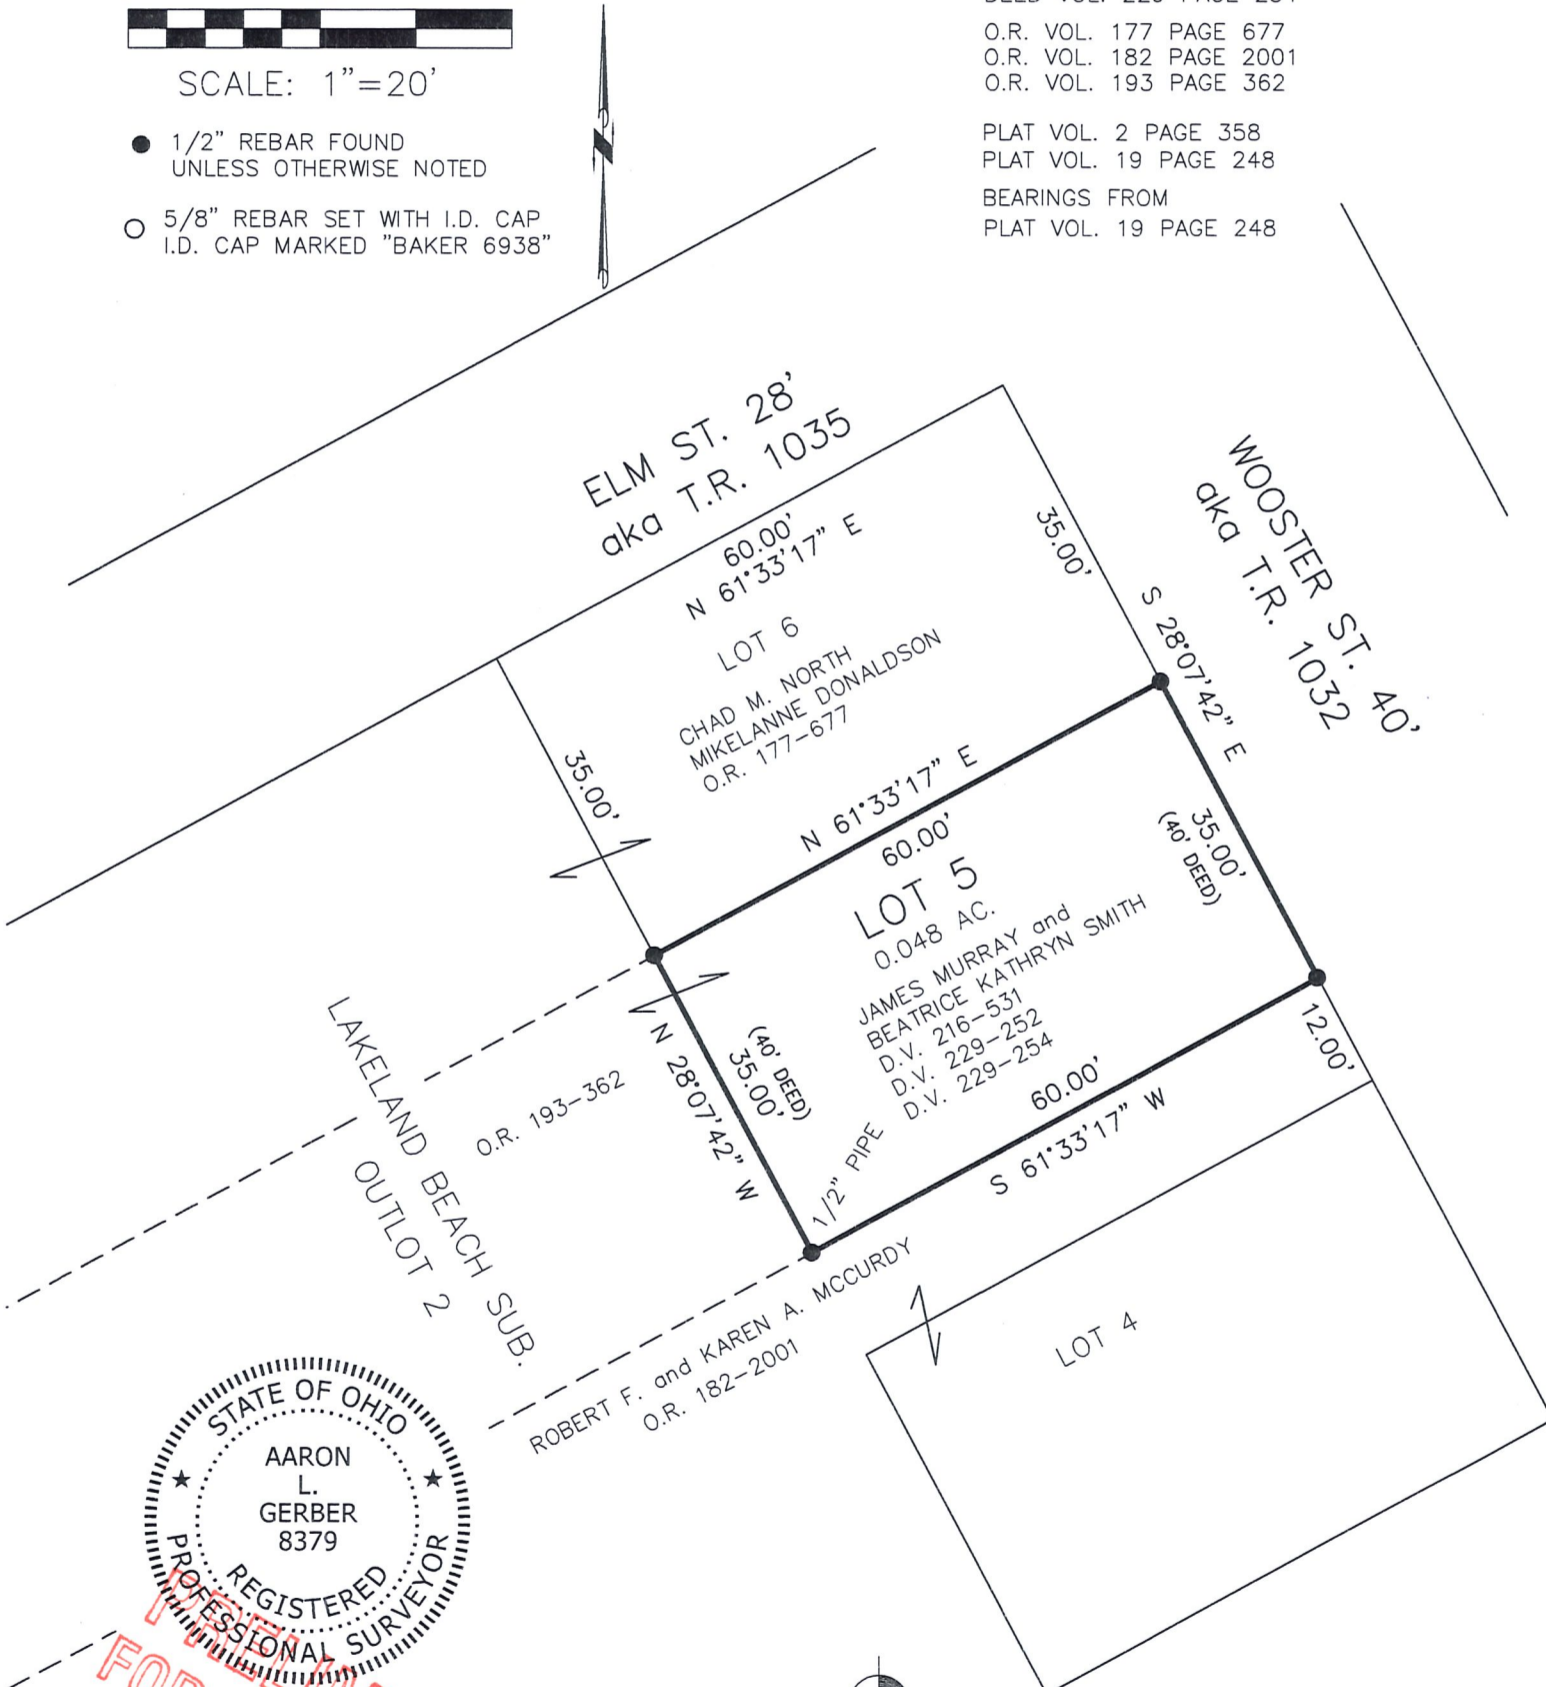 SCALE: 1"=20'
1/2" REBAR FOUND
UNLESS OTHERWISE NOTED
5/8" REBAR SET WITH I.D. CAP
I.D. CAP MARKED "BAKER 6938"
O.R. VOL. 177 PAGE 677
O.R. VOL. 182 PAGE 2001
O.R. VOL. 193 PAGE 362
PLAT VOL. 2 PAGE 358
PLAT VOL. 19 PAGE 248
BEARINGS FROM
PLAT VOL. 19 PAGE 248
ELM ST. 28'
aka T.R. 1035
60.00'
N 61°33'17" E
35.00'
WOOSTER ST. 40'
aka T.R. 1032
S 28°07'42" E
LOT 6
CHAD M. NORTH
MIKELANNE DONALDSON
O.R. 177-677
35.00'
N 61°33'17" E
60.00'
35.00'
(40' DEED)
LOT 5
0.048 AC.
JAMES MURRAY and
BEATRICE KATHRYN SMITH
D.V. 216-531
D.V. 229-252
D.V. 229-254
(40' DEED)
35.00'
N 28°07'42" W
1/2" PIPE
60.00'
S 61°33'17" W
12.00'
O.R. 193-362
LAKELAND BEACH SUB.
OUTLOT 2
ROBERT F. and KAREN A. MCCURDY
O.R. 182-2001
LOT 4
STATE OF OHIO
AARON
L.
GERBER
8379
REGISTERED
PROFESSIONAL SURVEYOR